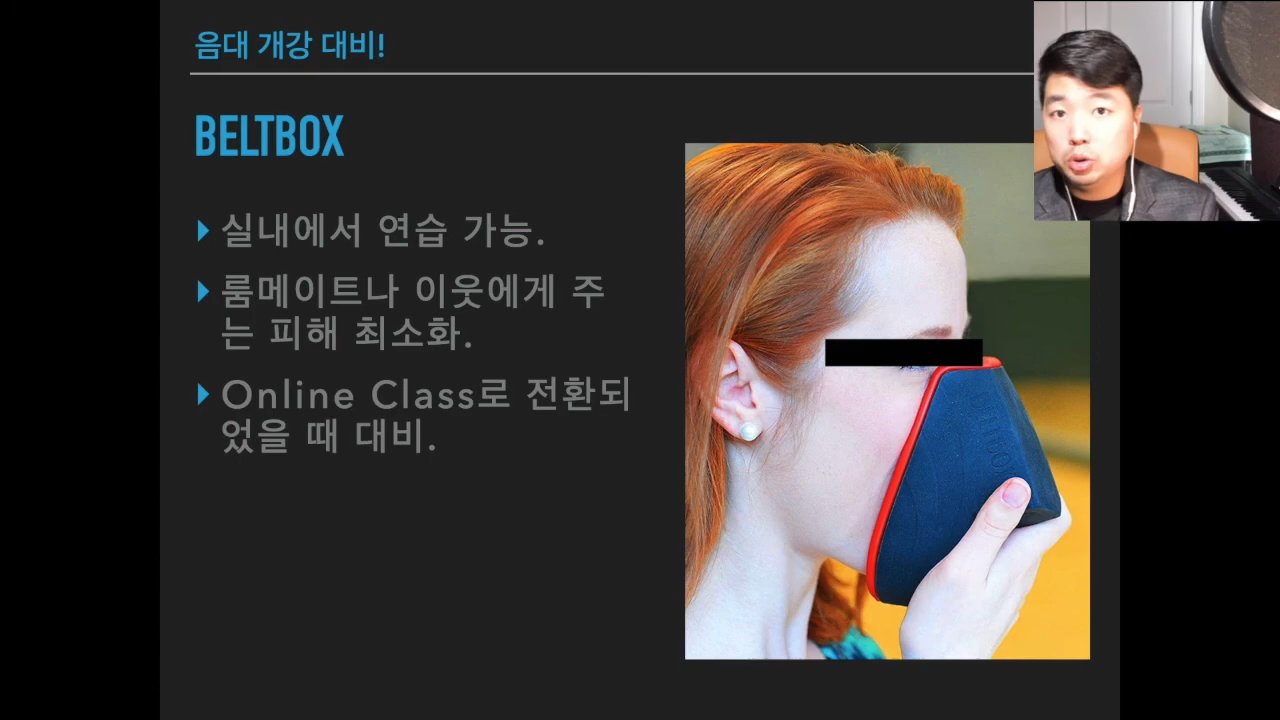 음대 개강 대비!
BELTBOX
실내에서 연습 가능.
룸메이트나 이웃에게 주
는 피해 최소화.
Online Class로 전환되
었을 때 대비.